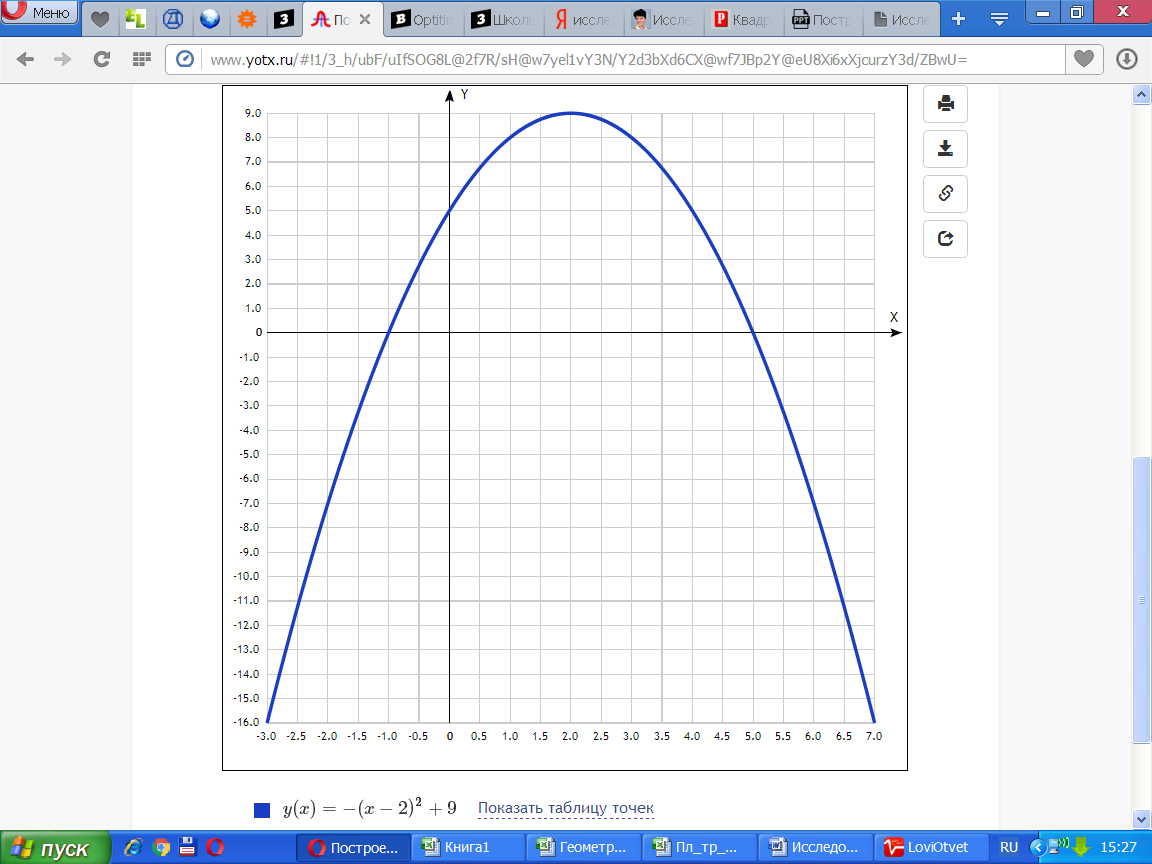 Меню
З
По
B Optitin
З Школь
Я иссле
Иссле
P Квадр
PPT Постр
Иссле
www.yotx.ru/#!1/3_h/ubF/uIfSOG8L@2f7R/sH@w7yel1vY3N/Y2d3bXd6CX@wf7JBp2Y@eU8Xi6xXjcurzY3d/ZBwU=
Y
9.0
8.0
7.0
6.0
5.0
4.0
3.0
2.0
1.0
X
0
-1.0
-2.0
-3.0
-4.0
-5.0
-6.0
-7.0
-8.0
-9.0
-10.0
-11.0
-12.0
-13.0
-14.0
-15.0
-16.0
-3.0 -2.5 -2.0 -1.5 -1.0 -0.5 0 0.5 1.0 1.5 2.0 2.5 3.0 3.5 4.0 4.5 5.0 5.5 6.0 6.5 7.0
y(x) = −(x − 2)² + 9 Показать таблицу точек
пуск Построе... Книга1 Геометр... Пл_тр_... Исследо... LoviOtvet RU 15:27